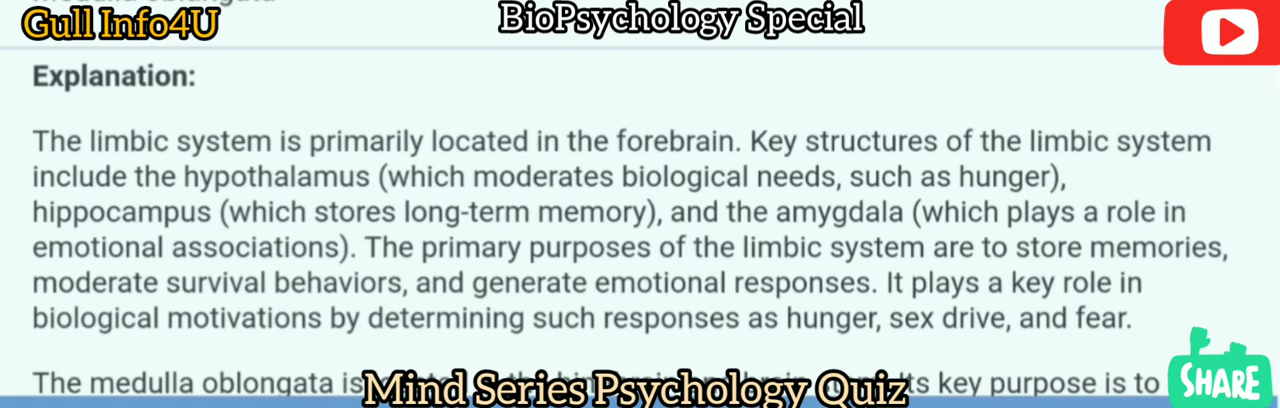 Gull Info4U
BioPsychology Special
Explanation:
The limbic system is primarily located in the forebrain. Key structures of the limbic system
include the hypothalamus (which moderates biological needs, such as hunger),
hippocampus (which stores long-term memory), and the amygdala (which plays a role in
emotional associations). The primary purposes of the limbic system are to store memories,
moderate survival behaviors, and generate emotional responses. It plays a key role in
biological motivations by determining such responses as hunger, sex drive, and fear.
The medulla oblongata is key purpose is to
Mind Series Psychology Quiz
SHARE